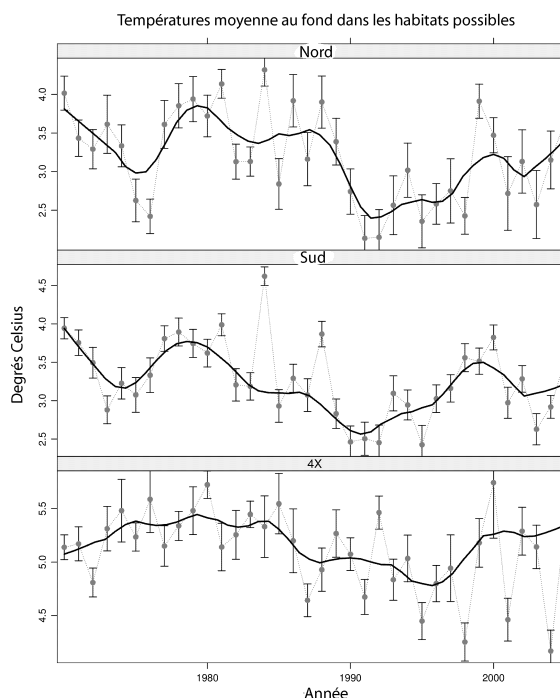 Températures moyenne au fond dans les habitats possibles
Nord
4.0
3.5
3.0
2.5
Sud
4.5
4.0
3.5
3.0
2.5
Degrés Celsius
4X
5.5
5.0
4.5
1980 1990 2000
Année